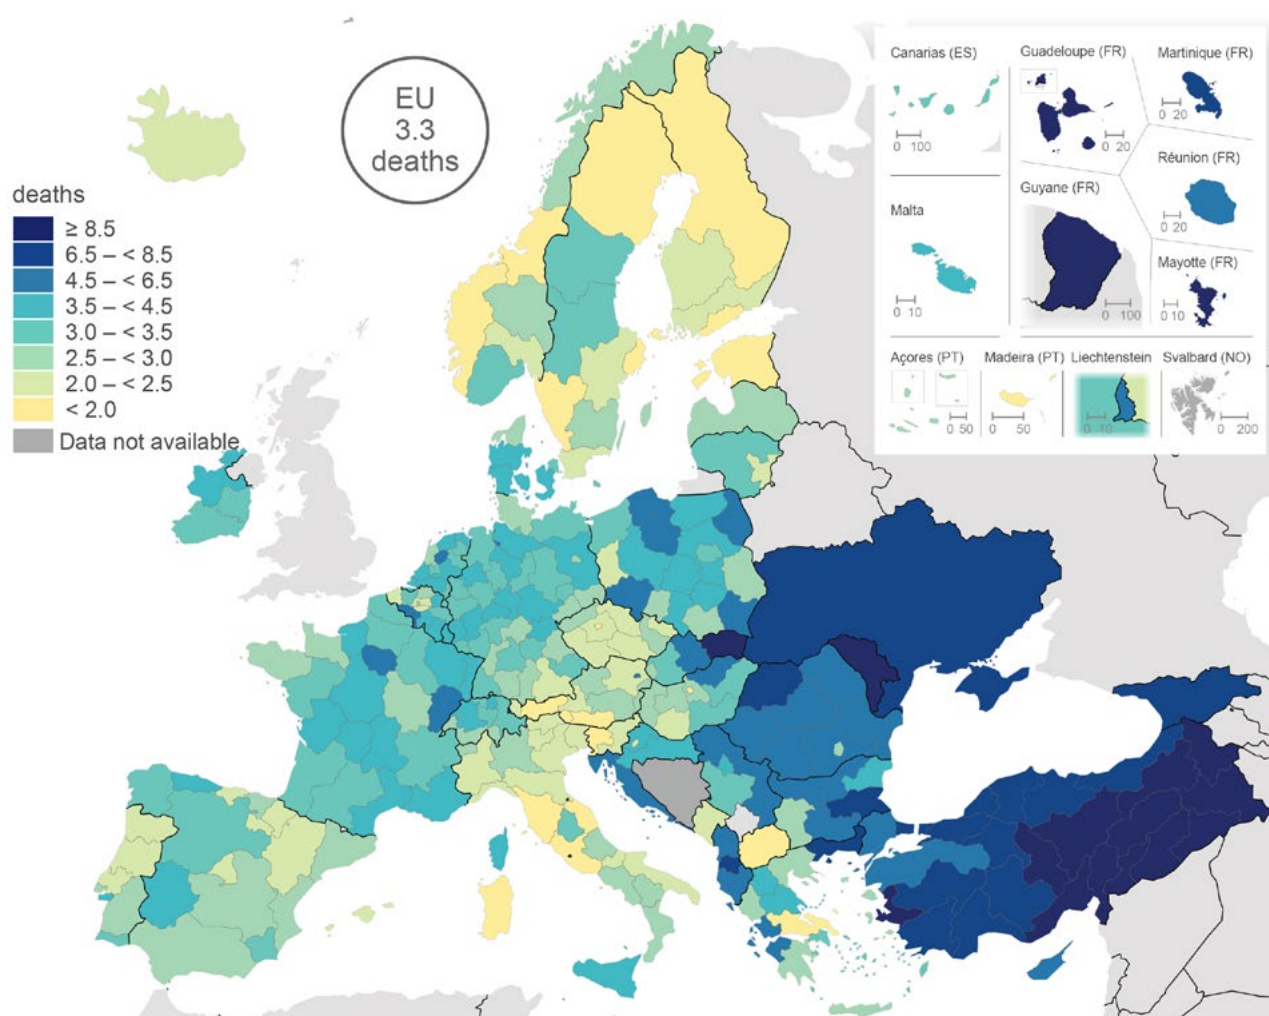 EU
3.3
deaths
deaths
≥ 8.5
6.5 – < 8.5
4.5 – < 6.5
3.5 – < 4.5
3.0 – < 3.5
2.5 – < 3.0
2.0 – < 2.5
< 2.0
Data not available
Canarias (ES)
0 100
Guadeloupe (FR)
0 20
Martinique (FR)
0 20
Malta
0 10
Guyane (FR)
0 100
Réunion (FR)
0 20
Mayotte (FR)
0 10
Açores (PT)
0 50
Madeira (PT)
0 50
Liechtenstein
0 10
Svalbard (NO)
0 200